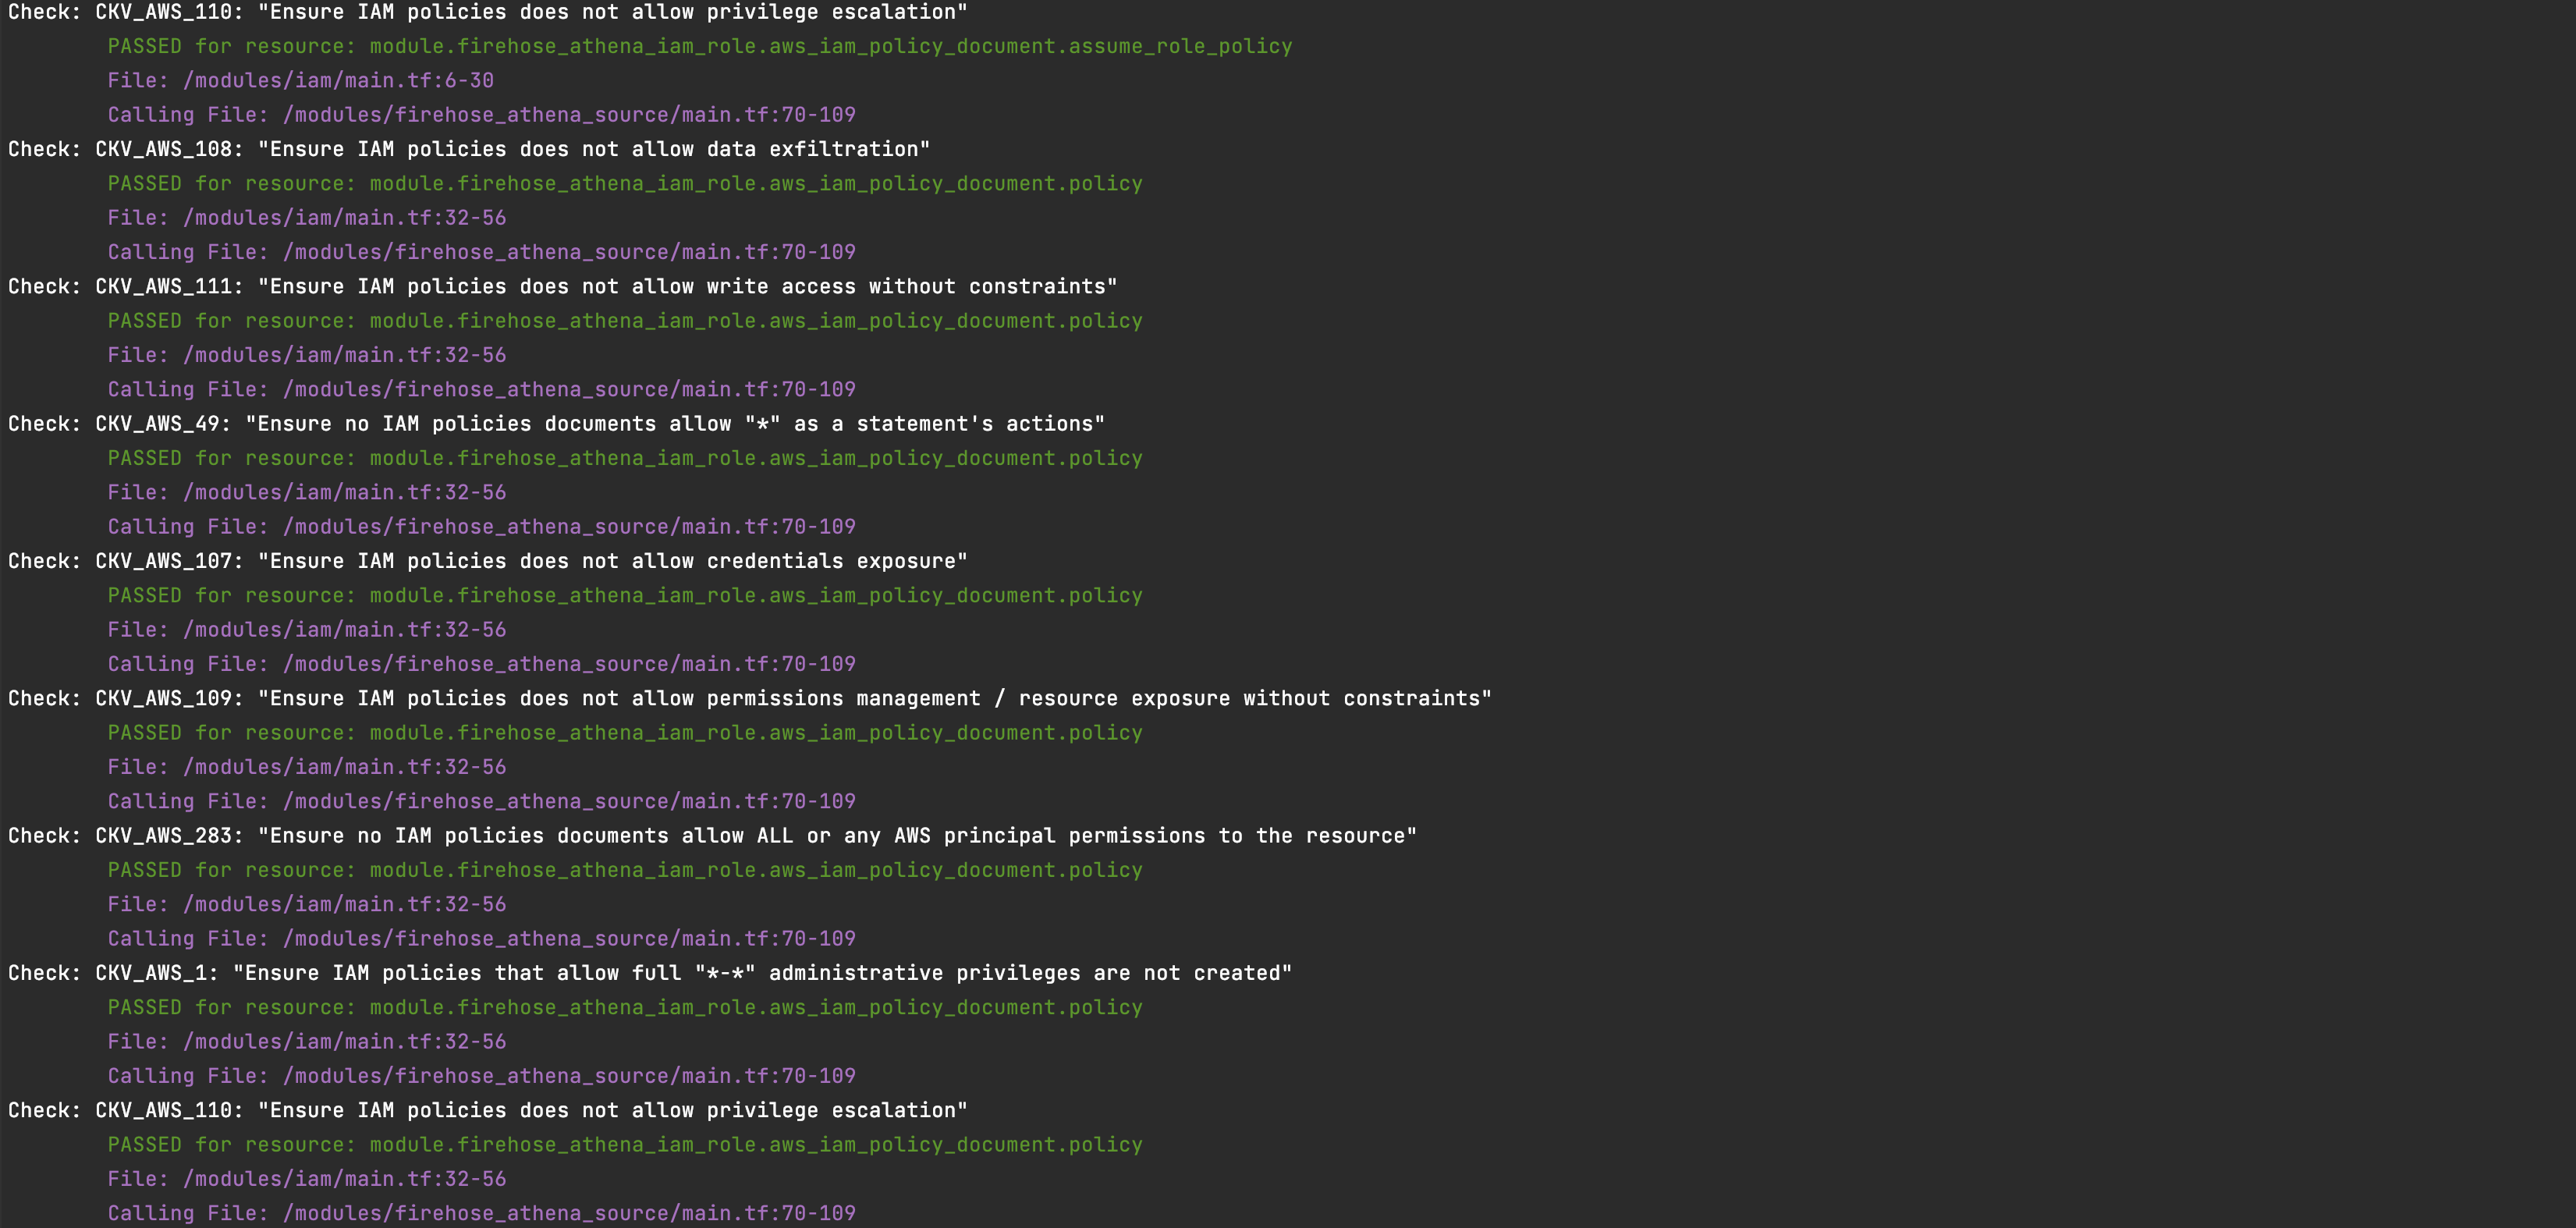 Check: CKV_AWS_110: "Ensure IAM policies does not allow privilege escalation"
PASSED for resource: module.firehose_athena_iam_role.aws_iam_policy_document.assume_role_policy
File: /modules/iam/main.tf:6-30
Calling File: /modules/firehose_athena_source/main.tf:70-109
Check: CKV_AWS_108: "Ensure IAM policies does not allow data exfiltration"
PASSED for resource: module.firehose_athena_iam_role.aws_iam_policy_document.policy
File: /modules/iam/main.tf:32-56
Calling File: /modules/firehose_athena_source/main.tf:70-109
Check: CKV_AWS_111: "Ensure IAM policies does not allow write access without constraints"
PASSED for resource: module.firehose_athena_iam_role.aws_iam_policy_document.policy
File: /modules/iam/main.tf:32-56
Calling File: /modules/firehose_athena_source/main.tf:70-109
Check: CKV_AWS_49: "Ensure no IAM policies documents allow "*" as a statement's actions"
PASSED for resource: module.firehose_athena_iam_role.aws_iam_policy_document.policy
File: /modules/iam/main.tf:32-56
Calling File: /modules/firehose_athena_source/main.tf:70-109
Check: CKV_AWS_107: "Ensure IAM policies does not allow credentials exposure"
PASSED for resource: module.firehose_athena_iam_role.aws_iam_policy_document.policy
File: /modules/iam/main.tf:32-56
Calling File: /modules/firehose_athena_source/main.tf:70-109
Check: CKV_AWS_109: "Ensure IAM policies does not allow permissions management / resource exposure without constraints"
PASSED for resource: module.firehose_athena_iam_role.aws_iam_policy_document.policy
File: /modules/iam/main.tf:32-56
Calling File: /modules/firehose_athena_source/main.tf:70-109
Check: CKV_AWS_283: "Ensure no IAM policies documents allow ALL or any AWS principal permissions to the resource"
PASSED for resource: module.firehose_athena_iam_role.aws_iam_policy_document.policy
File: /modules/iam/main.tf:32-56
Calling File: /modules/firehose_athena_source/main.tf:70-109
Check: CKV_AWS_1: "Ensure IAM policies that allow full "*-*" administrative privileges are not created"
PASSED for resource: module.firehose_athena_iam_role.aws_iam_policy_document.policy
File: /modules/iam/main.tf:32-56
Calling File: /modules/firehose_athena_source/main.tf:70-109
Check: CKV_AWS_110: "Ensure IAM policies does not allow privilege escalation"
PASSED for resource: module.firehose_athena_iam_role.aws_iam_policy_document.policy
File: /modules/iam/main.tf:32-56
Calling File: /modules/firehose_athena_source/main.tf:70-109